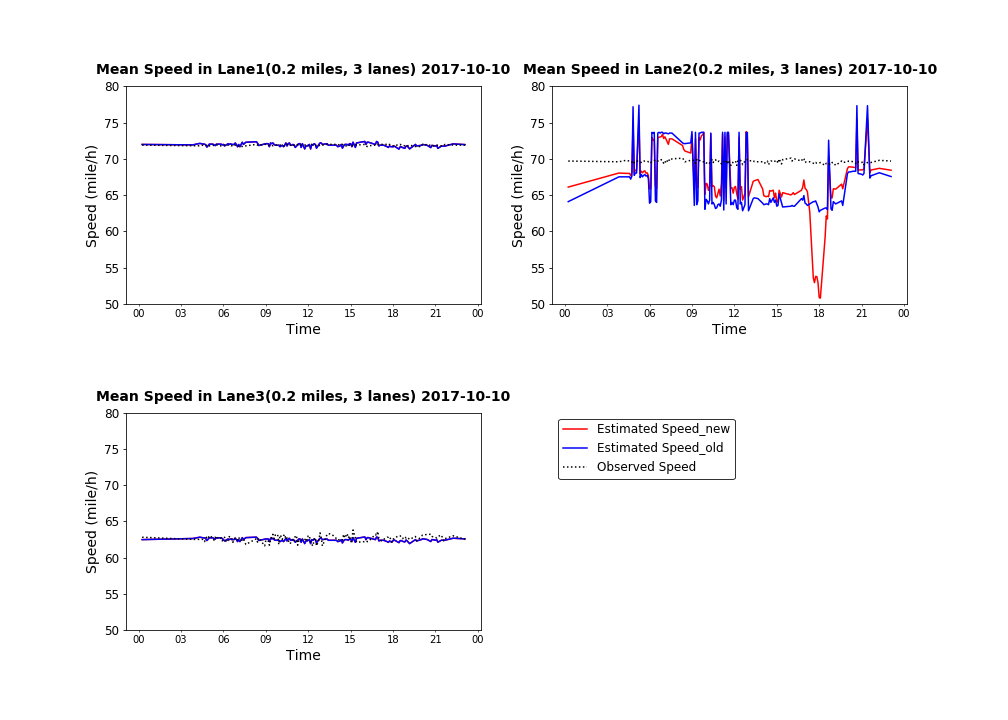 Mean Speed in Lane1(0.2 miles, 3 lanes) 2017-10-10
80
75
70
65
60
55
50
Speed (mile/h)
00 03 06 09 12 15 18 21 00
Time
Mean Speed in Lane2(0.2 miles, 3 lanes) 2017-10-10
80
75
70
65
60
55
50
Speed (mile/h)
00 03 06 09 12 15 18 21 00
Time
Mean Speed in Lane3(0.2 miles, 3 lanes) 2017-10-10
80
75
70
65
60
55
50
Speed (mile/h)
00 03 06 09 12 15 18 21 00
Time
Estimated Speed_new
Estimated Speed_old
Observed Speed